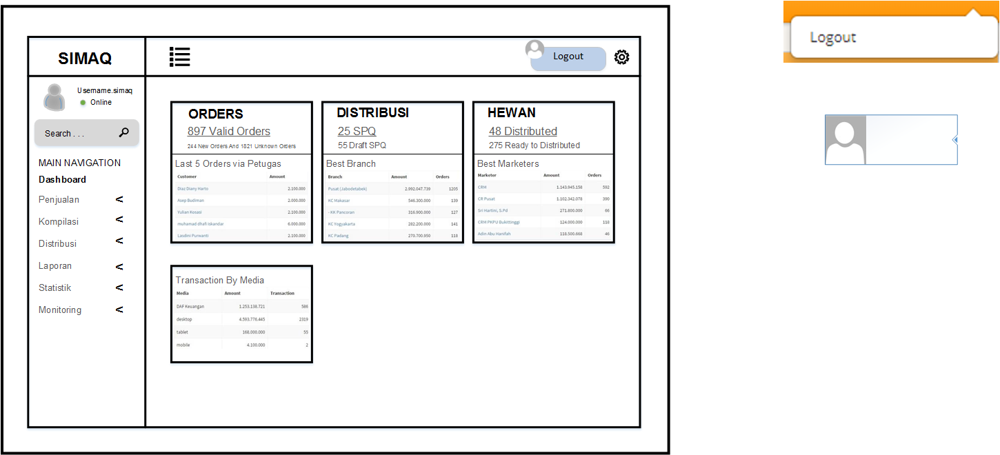 SIMAQ
Logout
Username.simaq
Online
Search . . .
MAIN NAVIGATION
Dashboard
Penjualan <
Kompilasi <
Distribusi <
Laporan <
Statistik <
Monitoring <
ORDERS
897 Valid Orders
244 New Orders And 1821 Unknown Orders
Last 5 Orders via Petugas
Customer Amount
Diaz Diany Harto 2.100.000
Asep Budiman 2.000.000
Yulian Kosasi 2.100.000
muhamad dhafi iskandar 6.000.000
Lasdini Purwanti 2.100.000
DISTRIBUSI
25 SPQ
55 Draft SPQ
Best Branch
Branch Amount Orders
Pusat (Jabodetabek) 2.992.047.739 1205
KC Makasar 546.300.000 139
- KK Pancoran 316.900.000 127
KC Yogyakarta 282.200.000 141
KC Padang 270.700.950 118
HEWAN
48 Distributed
275 Ready to Distributed
Best Marketers
Marketer Amount Orders
CRM 1.143.945.158 592
CR Pusat 1.102.342.078 390
Sri Hartini, S.Pd 271.800.000 66
CRM PKPU Bukittinggi 124.000.000 118
Adin Abu Hanifah 118.500.668 46
Transaction By Media
Media Amount Transaction
DAF Keuangan 1.253.138.721 586
desktop 4.593.776.445 2319
tablet 168.000.000 55
mobile 4.100.000 2
Logout